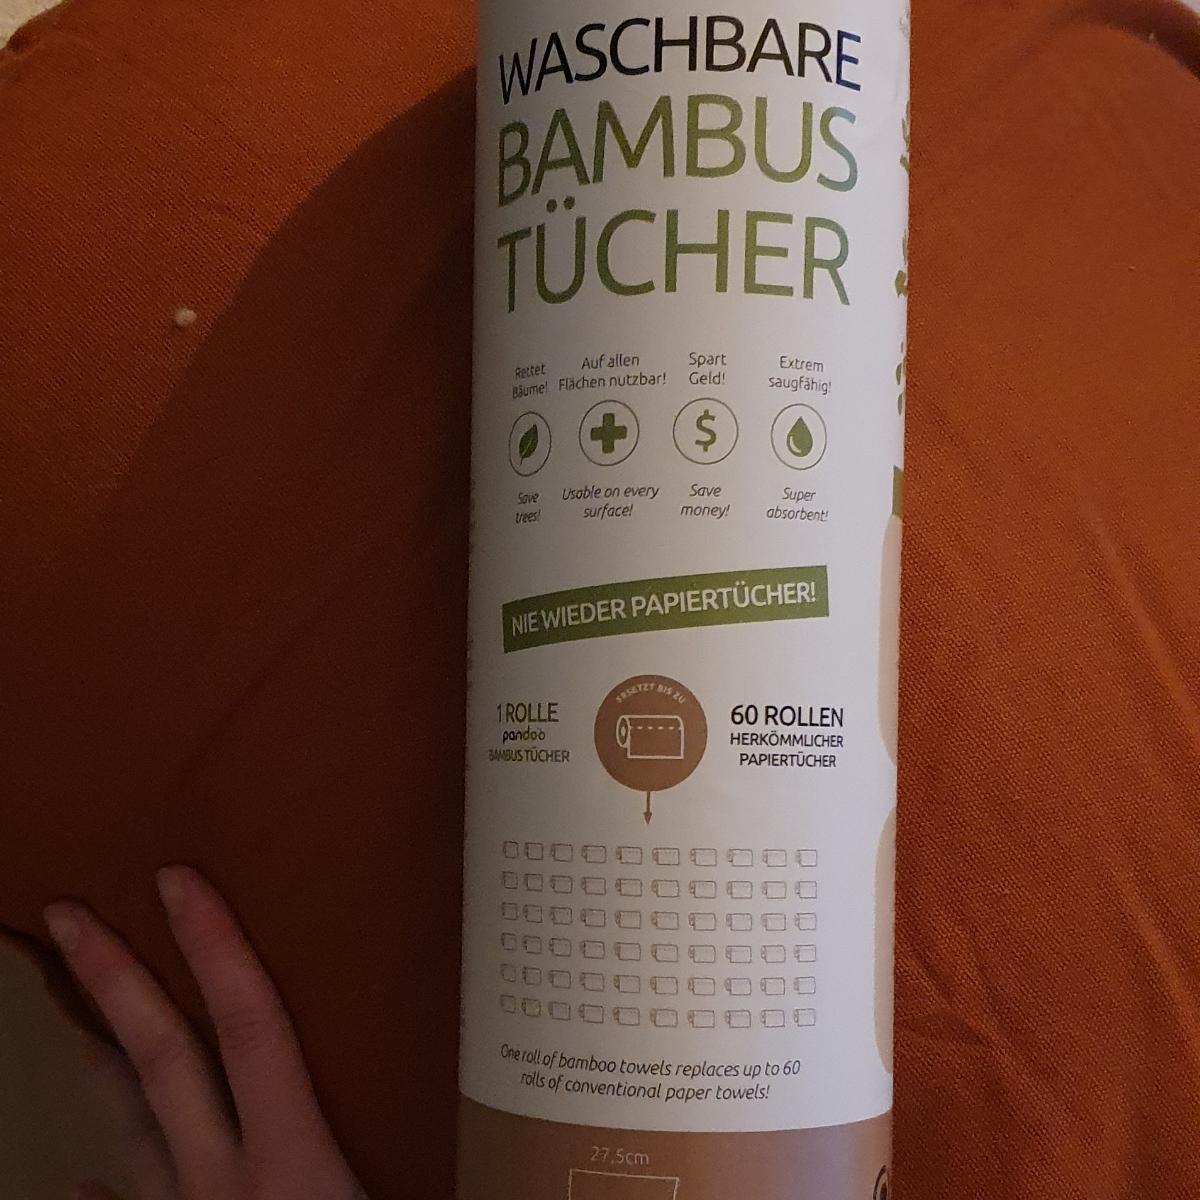 WASCHBARE
BAMBUS
TÜCHER
Rettet
Bäume!
Auf allen
Flächen nutzbar!
Spart
Geld!
Extrem
saugfähig!
$
Save
trees!
Usable on every
surface!
Save
money!
Super
absorbent!
NIE WIEDER PAPIERTÜCHER!
1 ROLLE
pandoo
BAMBUS TÜCHER
ERSETZT BIS ZU
60 ROLLEN
HERKÖMMLICHER
PAPIERTÜCHER
One roll of bamboo towels replaces up to 60
rolls of conventional paper towels!
27,5cm